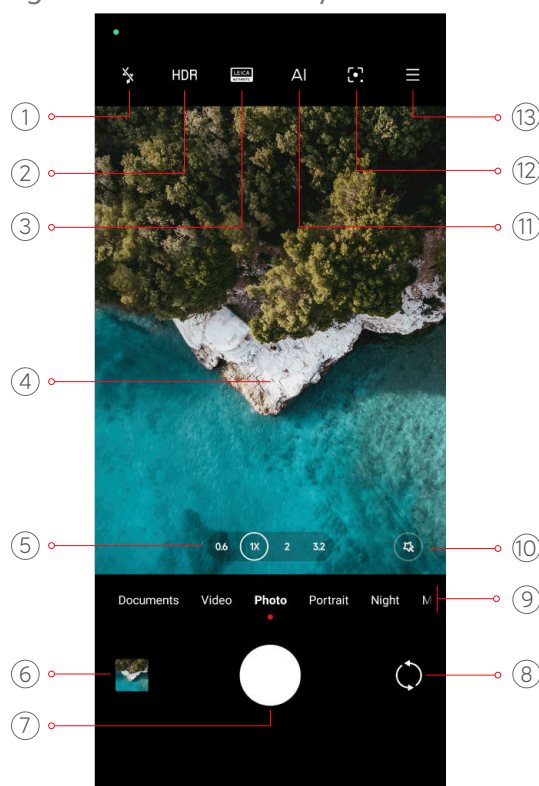 HDR
LEICA
AUTHENTIC
AI
①
②
③
④
⑤
⑥
⑦
⑧
⑨
⑩
⑪
⑫
⑬
0.6 1X 2 3.2
Documents Video Photo Portrait Night M